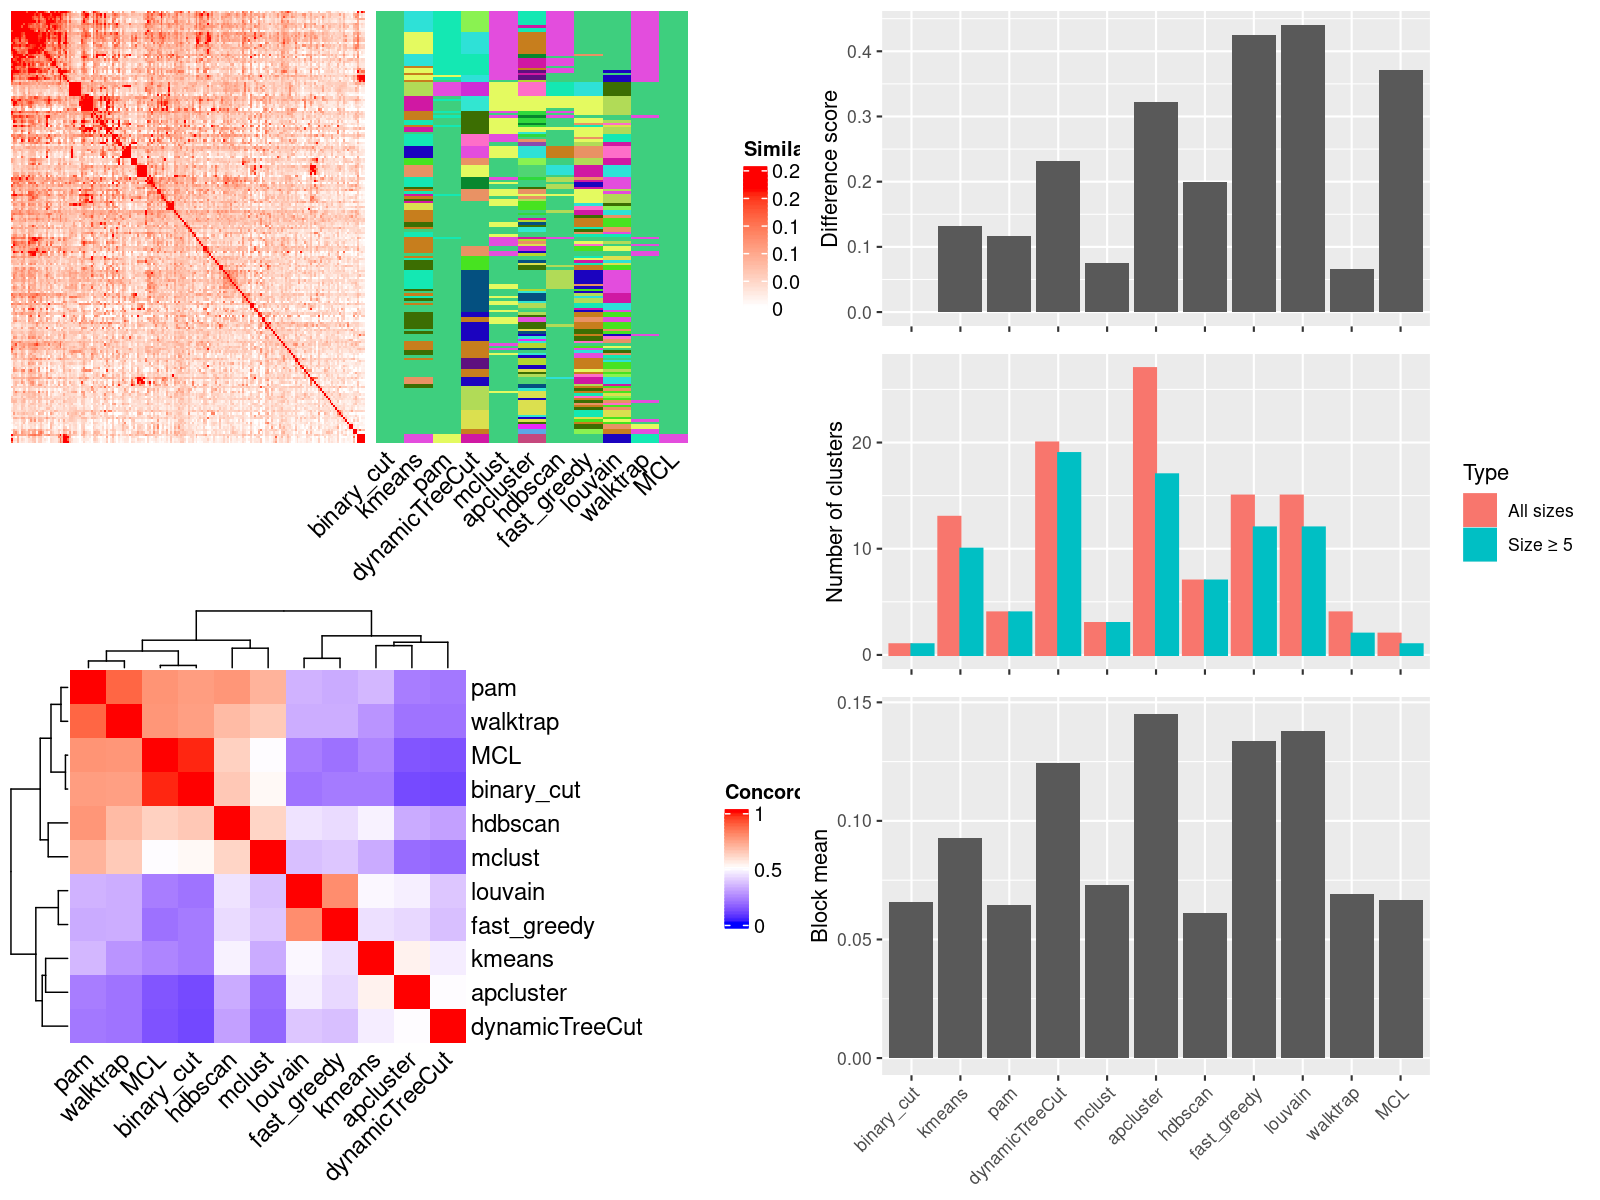 Simila
0.2
0.2
0.1
0.1
0.0
0
binary_cut
kmeans
pam
dynamicTreeCut
mclust
apcluster
hdbscan
fast_greedy
louvain
walktrap
MCL
pam
walktrap
MCL
binary_cut
hdbscan
mclust
louvain
fast_greedy
kmeans
apcluster
dynamicTreeCut
pam
walktrap
MCL
binary_cut
hdbscan
mclust
louvain
fast_greedy
kmeans
apcluster
dynamicTreeCut
Concord
1
0.5
0
Difference score
0.4
0.3
0.2
0.1
0.0
Number of clusters
20
10
0
Type
All sizes
Size ≥ 5
Block mean
0.15
0.10
0.05
0.00
binary_cut
kmeans
pam
dynamicTreeCut
mclust
apcluster
hdbscan
fast_greedy
louvain
walktrap
MCL